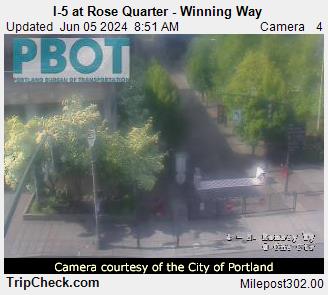 I-5 at Rose Quarter - Winning Way
Updated Jun 05 2024 8:51 AM Camera 4
PBOT
PORTLAND BUREAU OF TRANSPORTATION
Camera courtesy of the City of Portland
TripCheck.com Milepost302.00